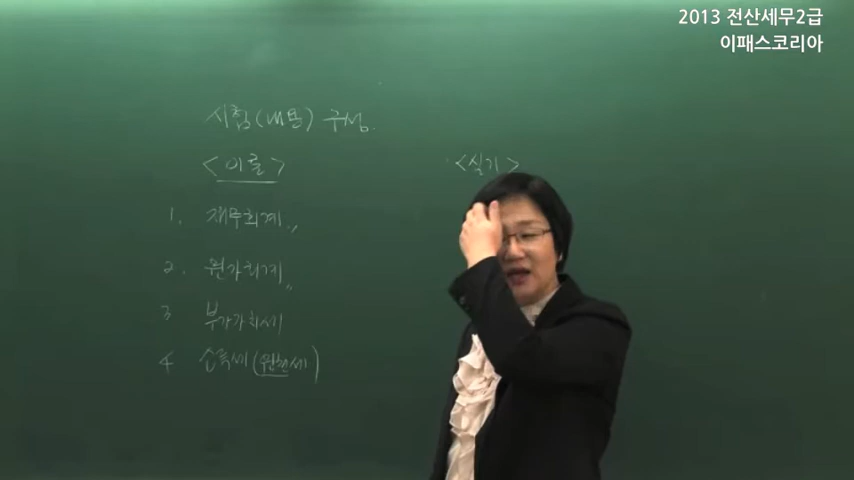 2013 전산세무2급
이패스코리아
시험(내용) 구성.
<이론>
<실기>
1. 재무회계
2. 원가회계
3 부가가치세
4 소득세(원천세)